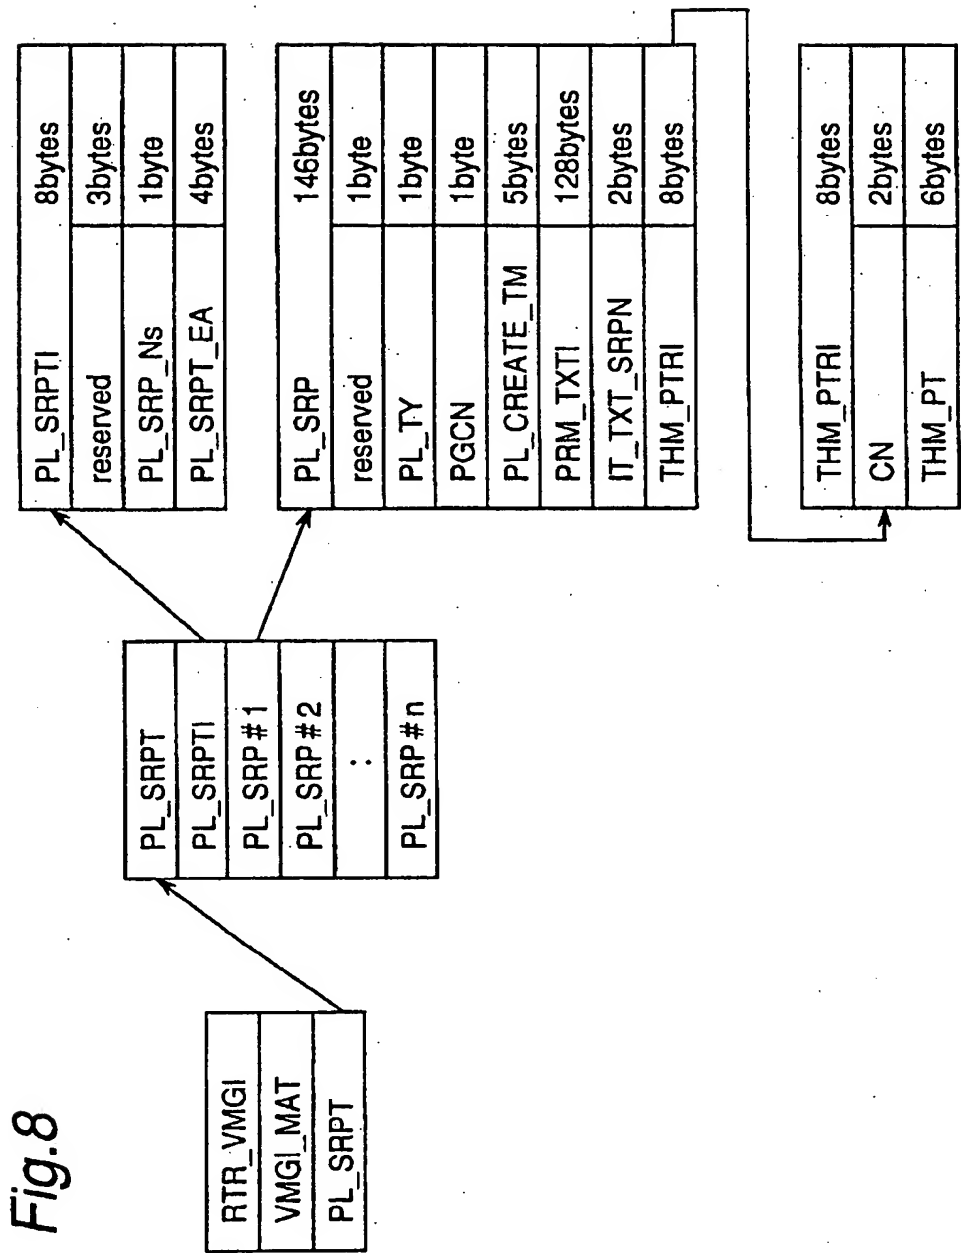 Fig.8
RTR_VMGI
VMGI_MAT
PL_SRPT
PL_SRPT
PL_SRPTI
PL_SRP#1
PL_SRP#2
:
PL_SRP#n
PL_SRPTI 8bytes
reserved 3bytes
PL_SRP_Ns 1byte
PL_SRPT_EA 4bytes
PL_SRP 146bytes
reserved 1byte
PL_TY 1byte
PGCN 1byte
PL_CREATE_TM 5bytes
PRM_TXTI 128bytes
IT_TXT_SRPN 2bytes
THM_PTRI 8bytes
THM_PTRI 8bytes
CN 2bytes
THM_PT 6bytes